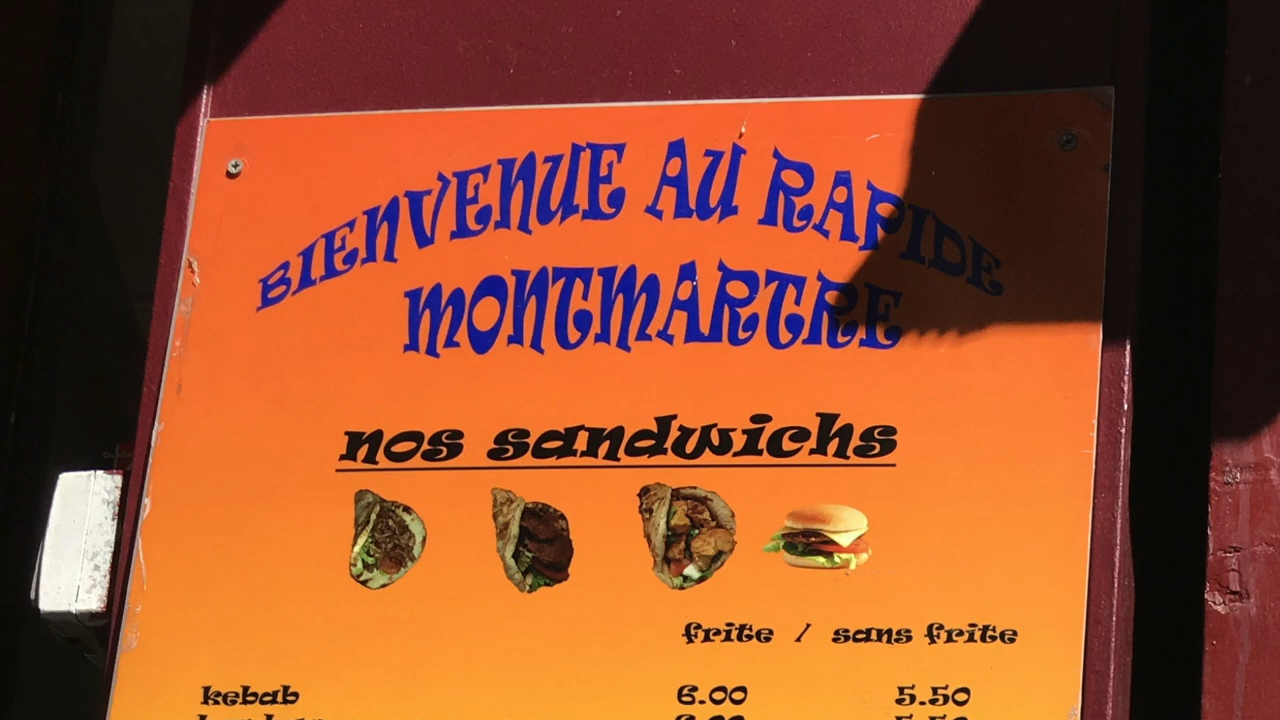 BIENVENUE AU RAPIDE
MONTMARTRE
nos sandwichs
frite / sans frite
kebab 6.00 5.50